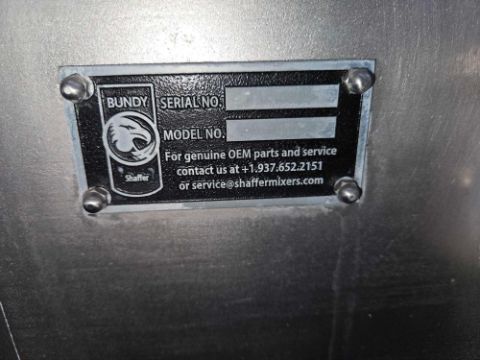 BUNDY
Shaffer
SERIAL NO.
MODEL NO.
For genuine OEM parts and service
contact us at +1.937.652.2151
or service@shaffermixers.com